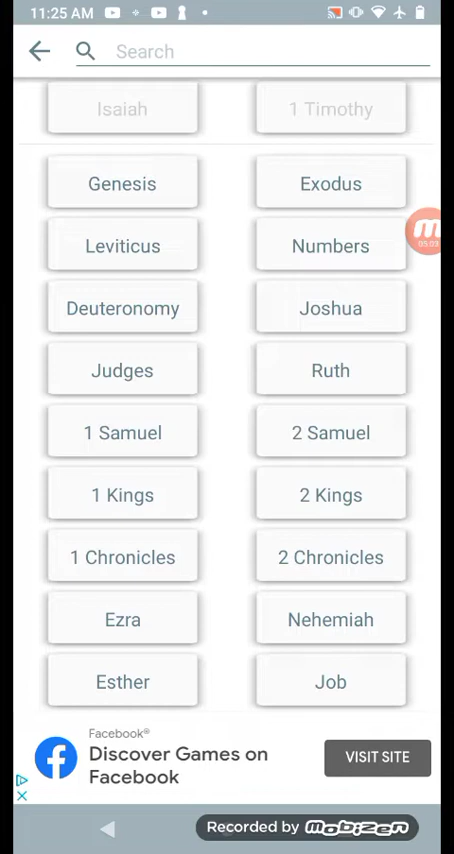 11:25 AM
Search
Isaiah 1 Timothy
Genesis Exodus
Leviticus Numbers
m
05:09
Deuteronomy Joshua
Judges Ruth
1 Samuel 2 Samuel
1 Kings 2 Kings
1 Chronicles 2 Chronicles
Ezra Nehemiah
Esther Job
Facebook®
Discover Games on
Facebook
VISIT SITE
Recorded by mobizen